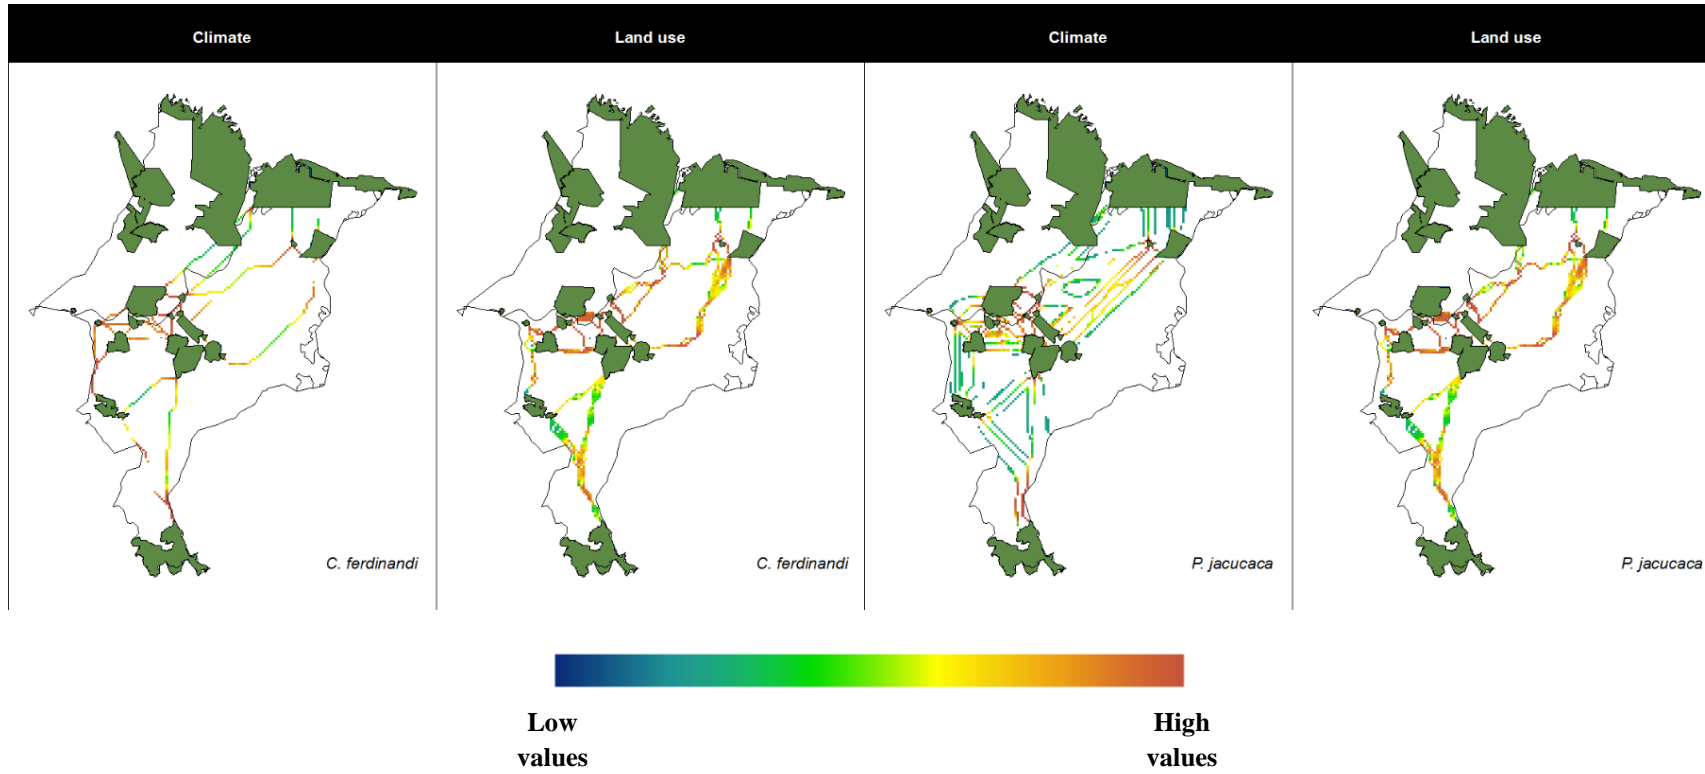 Climate
Land use
Climate
Land use
C. ferdinandi
C. ferdinandi
P. jacucaca
P. jacucaca
Low
values
High
values